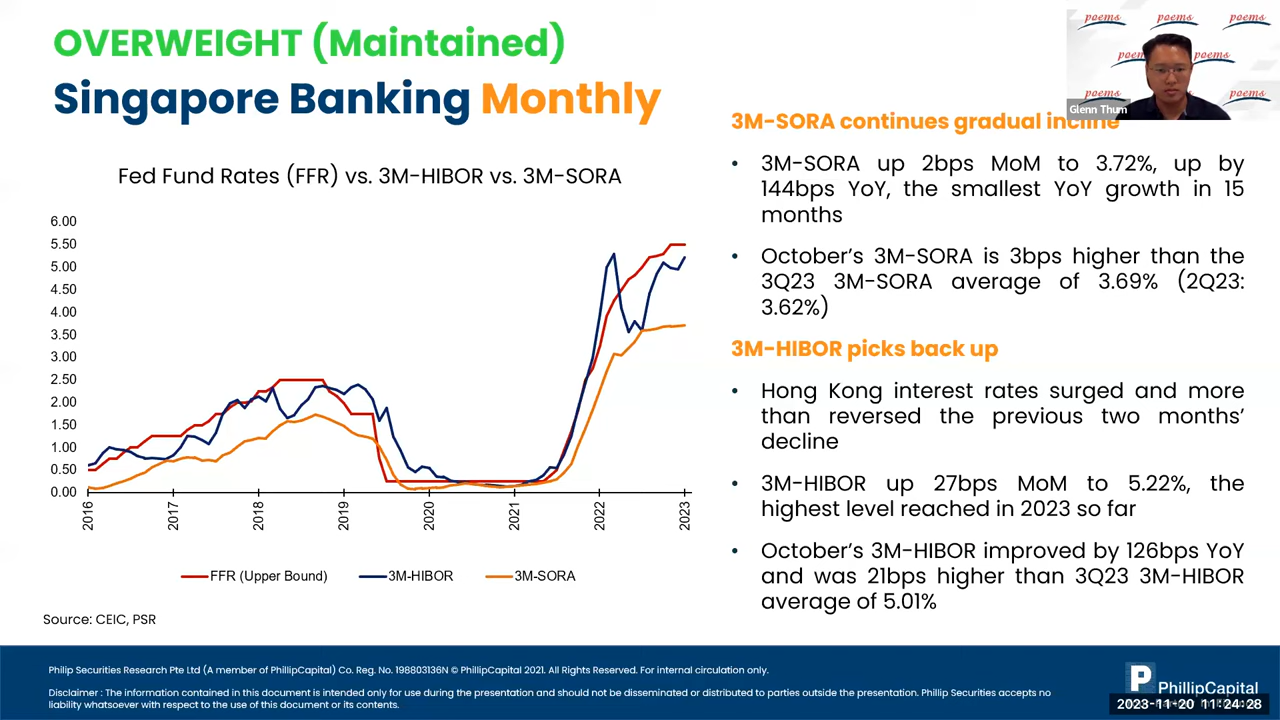 OVERWEIGHT (Maintained)
Singapore Banking Monthly
poems poems poems
poems poems
poems poems
Glenn Thum
Fed Fund Rates (FFR) vs. 3M-HIBOR vs. 3M-SORA
6.00
5.50
5.00
4.50
4.00
3.50
3.00
2.50
2.00
1.50
1.00
0.50
0.00
2016
2017
2018
2019
2020
2021
2022
2023
FFR (Upper Bound) 3M-HIBOR 3M-SORA
Source: CEIC, PSR
3M-SORA continues gradual incline
• 3M-SORA up 2bps MoM to 3.72%, up by
144bps YoY, the smallest YoY growth in 15
months
• October’s 3M-SORA is 3bps higher than the
3Q23 3M-SORA average of 3.69% (2Q23:
3.62%)
3M-HIBOR picks back up
• Hong Kong interest rates surged and more
than reversed the previous two months’
decline
• 3M-HIBOR up 27bps MoM to 5.22%, the
highest level reached in 2023 so far
• October’s 3M-HIBOR improved by 126bps YoY
and was 21bps higher than 3Q23 3M-HIBOR
average of 5.01%
Philip Securities Research Pte Ltd (A member of PhillipCapital) Co. Reg. No. 198803136N © PhillipCapital 2021. All Rights Reserved. For internal circulation only.
Disclaimer : The information contained in this document is intended only for use during the presentation and should not be disseminated or distributed to parties outside the presentation. Phillip Securities accepts no
liability whatsoever with respect to the use of this document or its contents.
PhillipCapital
2023-11-20 11:24:28